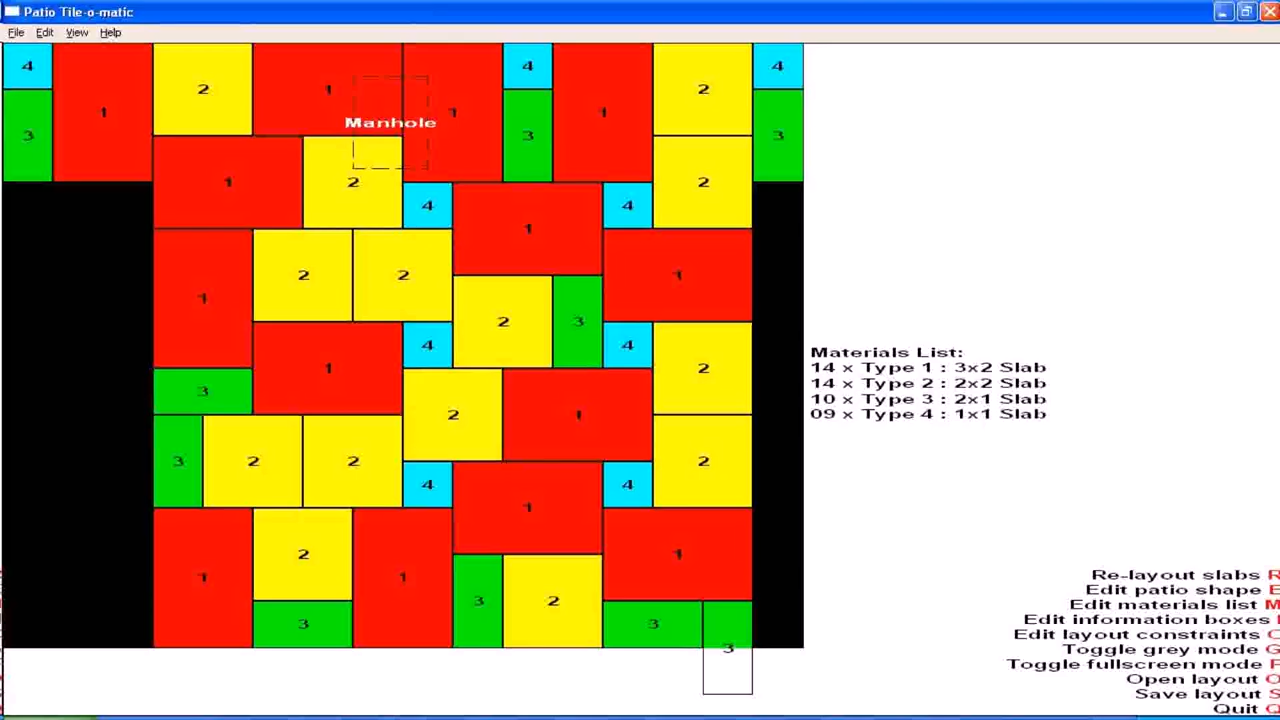 Patio Tile-o-matic
File Edit View Help
4 1 2 1 1 4 1 2 4
3 3 3
Manhole
1 2 4 1 4 2
1 2 2 1
1 4 2 3 4 2
3 2 1
3 2 2 4 1 4 2
1 2 1 3 2 1
3 3 3
Materials List:
14 x Type 1 : 3x2 Slab
14 x Type 2 : 2x2 Slab
10 x Type 3 : 2x1 Slab
09 x Type 4 : 1x1 Slab
Re-layout slabs R
Edit patio shape E
Edit materials list M
Edit information boxes
Edit layout constraints C
Toggle grey mode G
Toggle fullscreen mode F
Open layout O
Save layout S
Quit Q